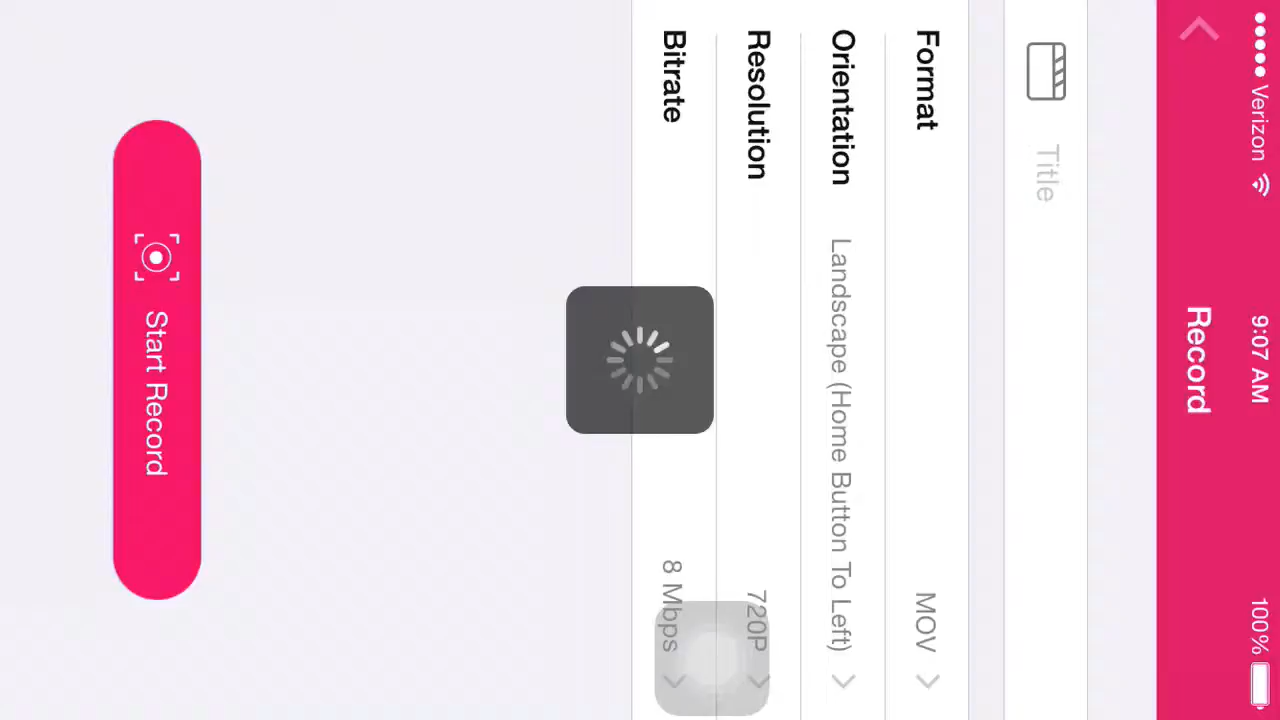 Verizon 9:07 AM 100%
Record
Title
Format MOV
Orientation Landscape (Home Button To Left)
Resolution 720P
Bitrate 8 Mbps
Start Record